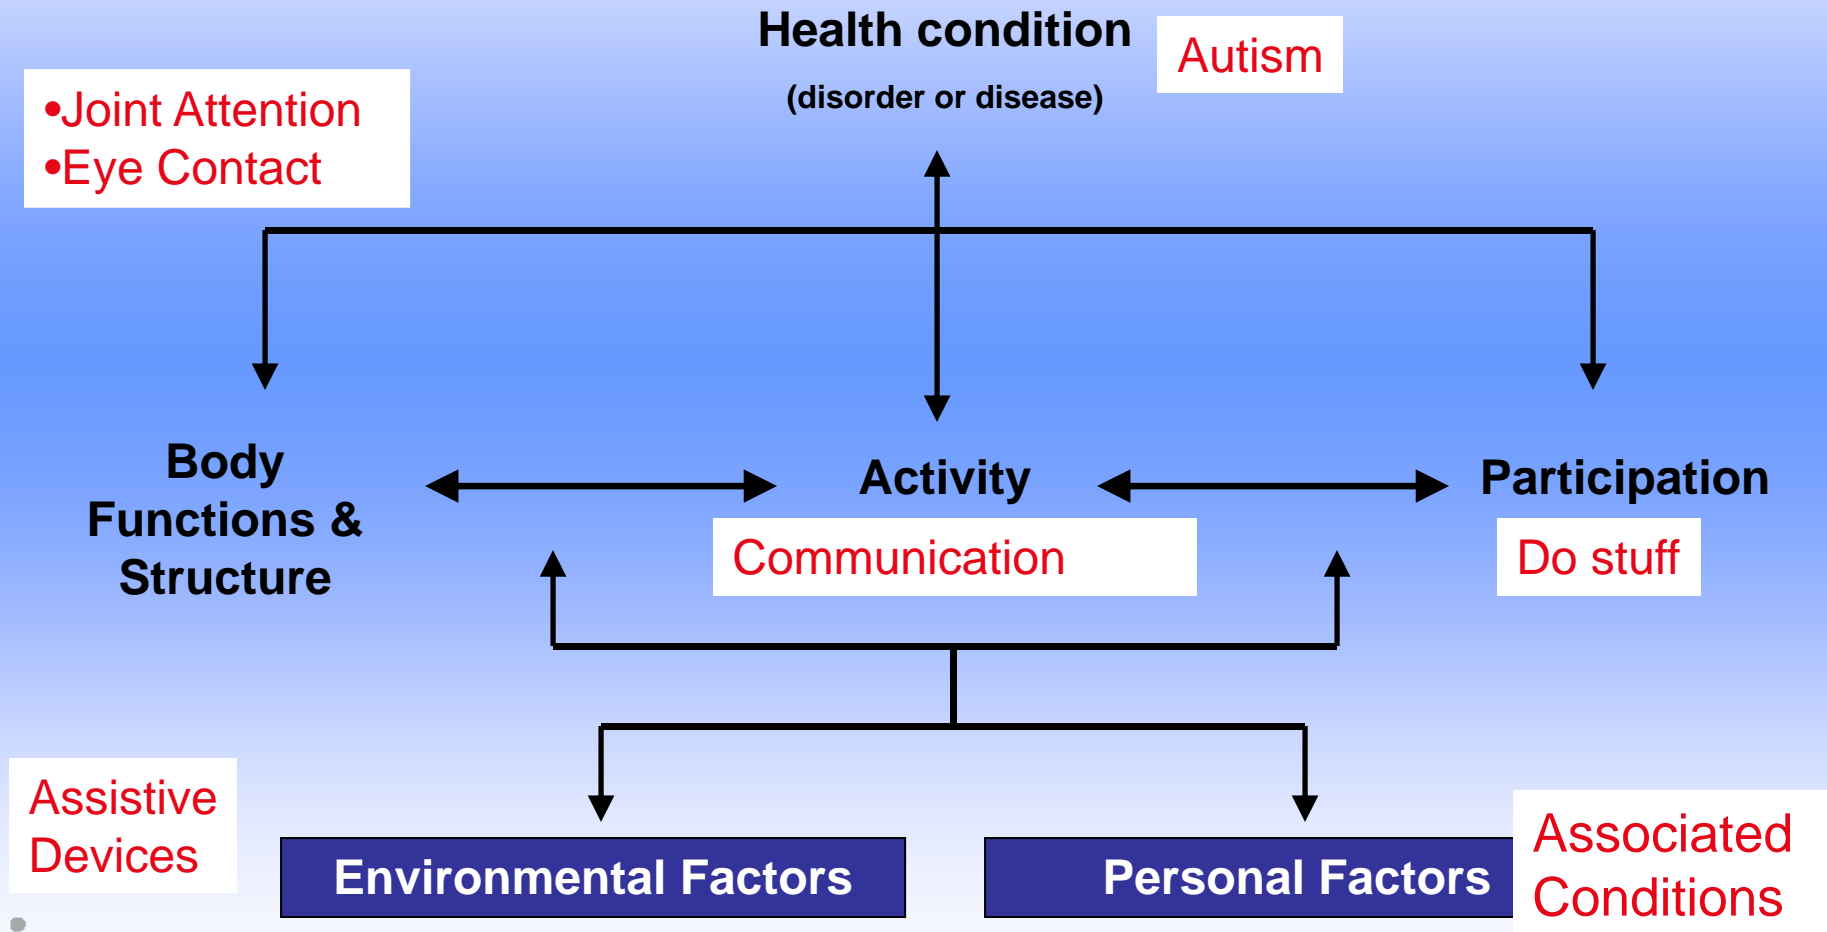 Health condition
Autism
(disorder or disease)
•Joint Attention
•Eye Contact
Body
Functions &
Structure
Activity
Participation
Communication
Do stuff
Assistive
Devices
Environmental Factors
Personal Factors
Associated
Conditions